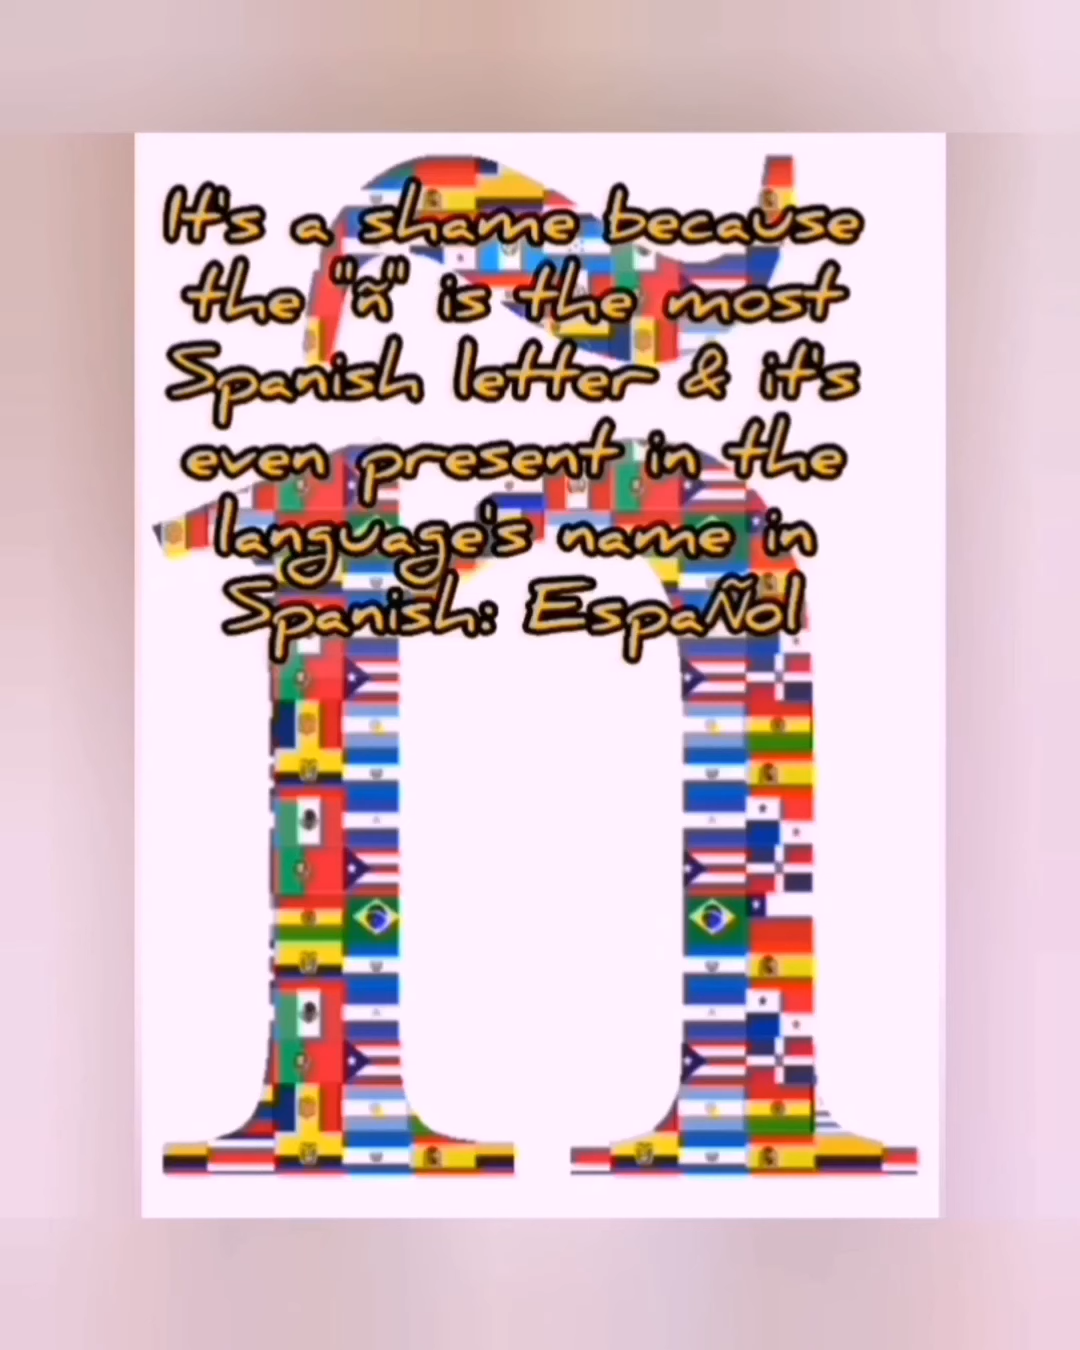 It's a shame because
the "ñ" is the most
Spanish letter & it's
even present in the
language's name in
Spanish: EspaÑol
ñ